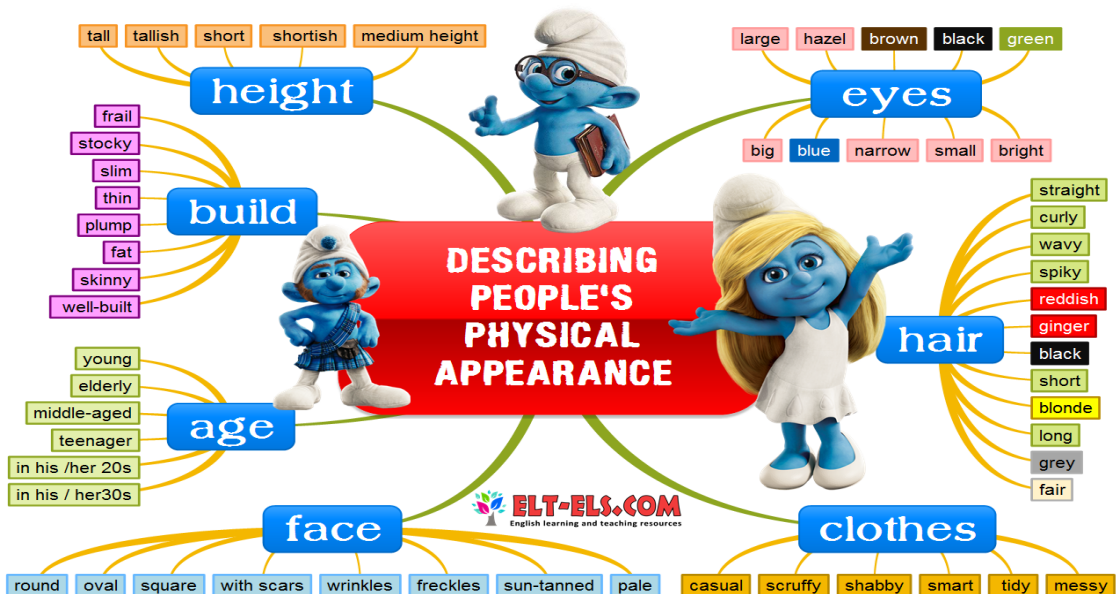 tall tallish short shortish medium height
height
large hazel brown black green
eyes
big blue narrow small bright
frail
stocky
slim
thin
plump
fat
skinny
well-built
build
DESCRIBING
PEOPLE'S
PHYSICAL
APPEARANCE
straight
curly
wavy
spiky
reddish
ginger
black
short
blonde
long
grey
fair
hair
young
elderly
middle-aged
teenager
in his /her 20s
in his / her30s
age
ELT-ELS.COM
English learning and teaching resources
face
round oval square with scars wrinkles freckles sun-tanned pale
clothes
casual scruffy shabby smart tidy messy